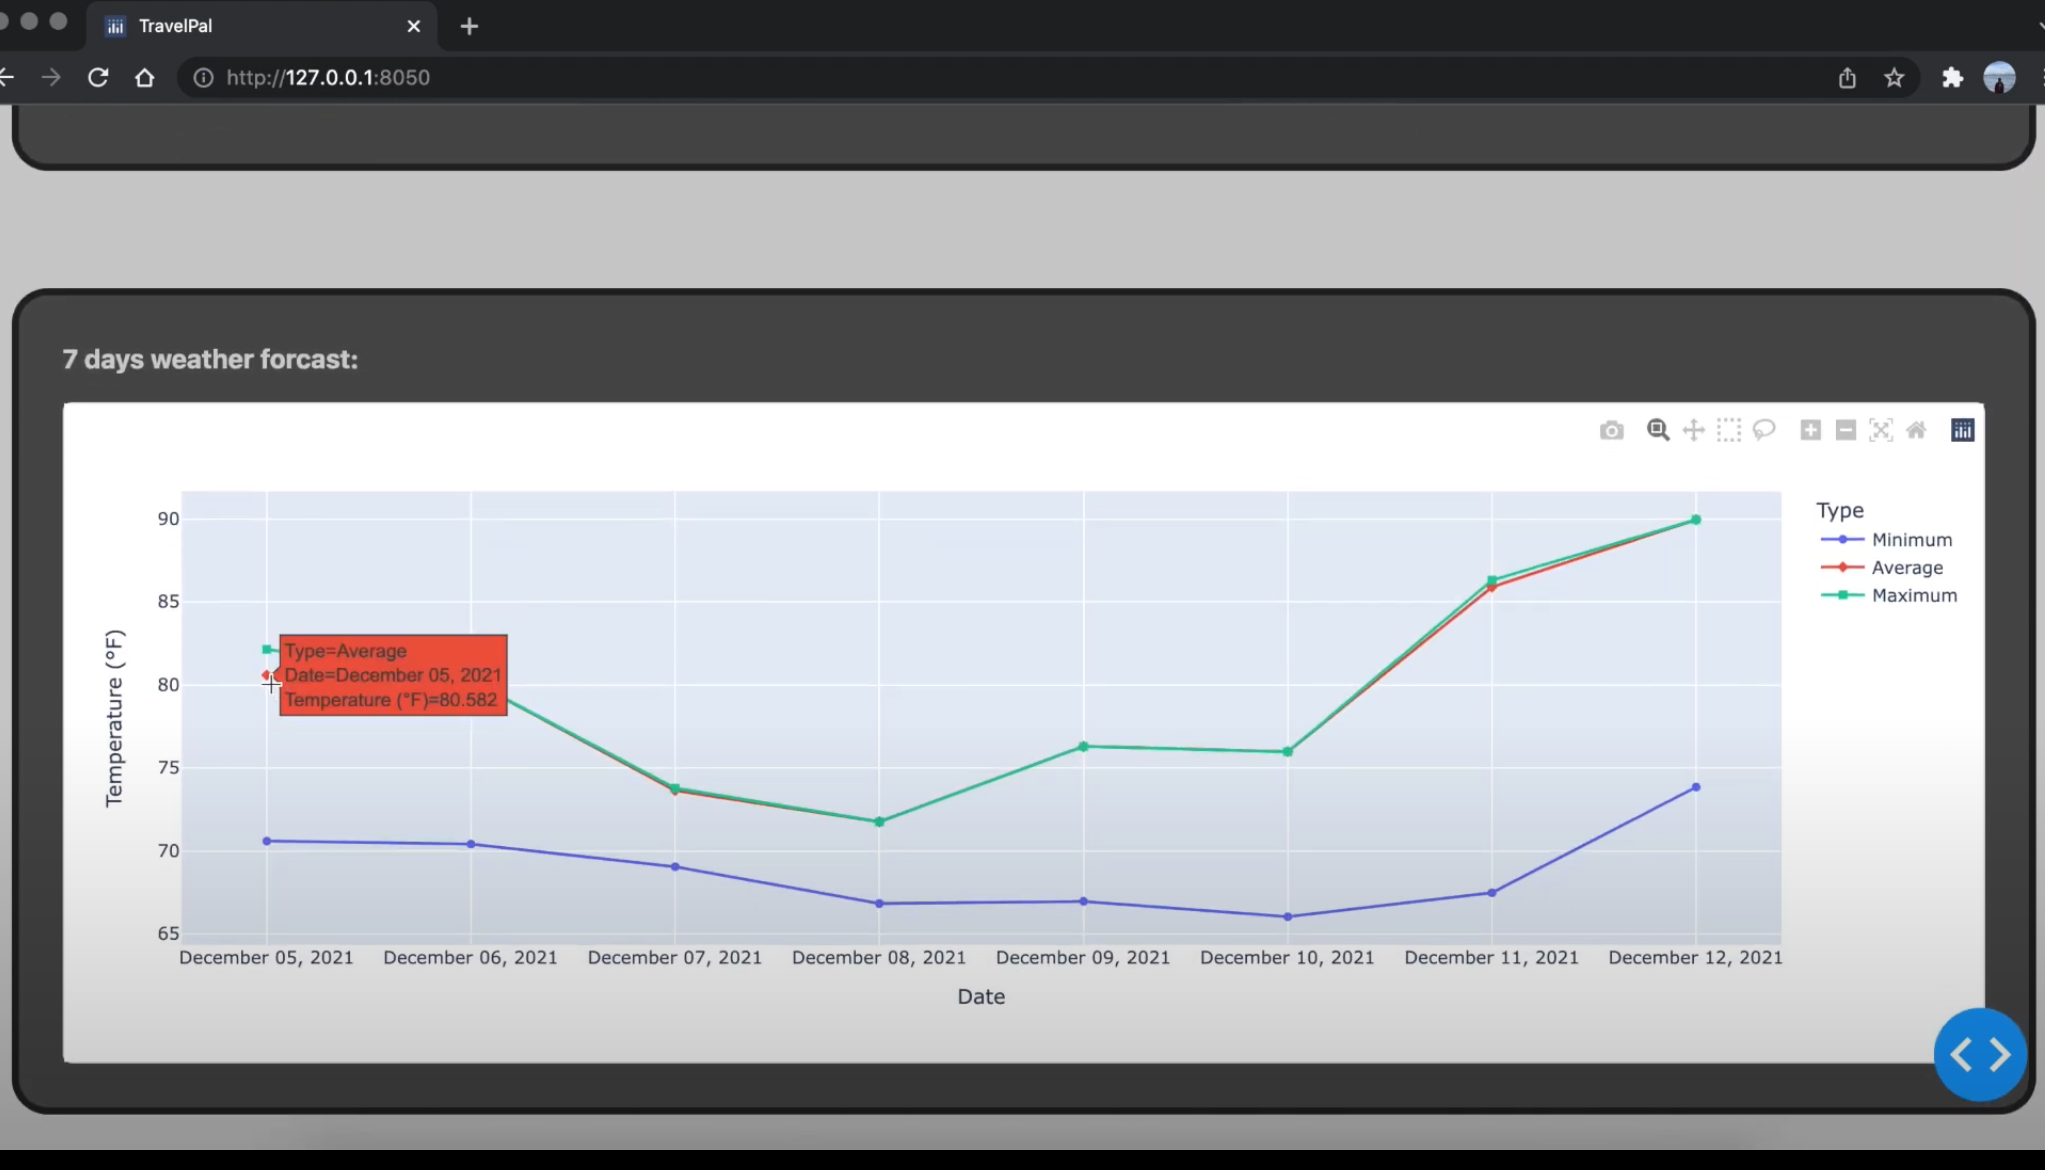 TravelPal
http://127.0.0.1:8050
7 days weather forcast:
90
85
80
75
70
65
Temperature (°F)
Type=Average
Date=December 05, 2021
Temperature (°F)=80.582
Type
Minimum
Average
Maximum
December 05, 2021
December 06, 2021
December 07, 2021
December 08, 2021
December 09, 2021
December 10, 2021
December 11, 2021
December 12, 2021
Date